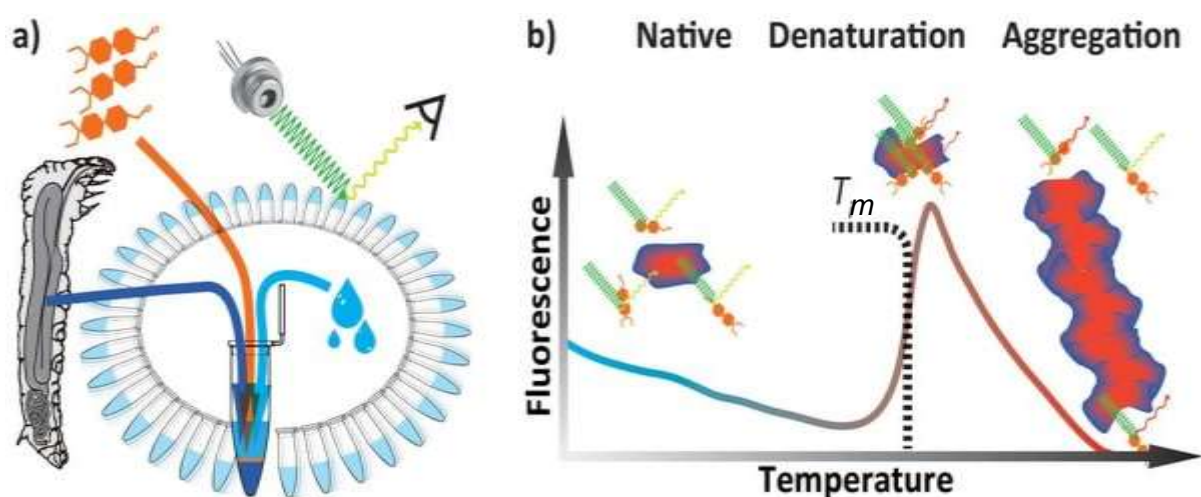 a)
b) Native Denaturation Aggregation
Tm
Fluorescence
Temperature